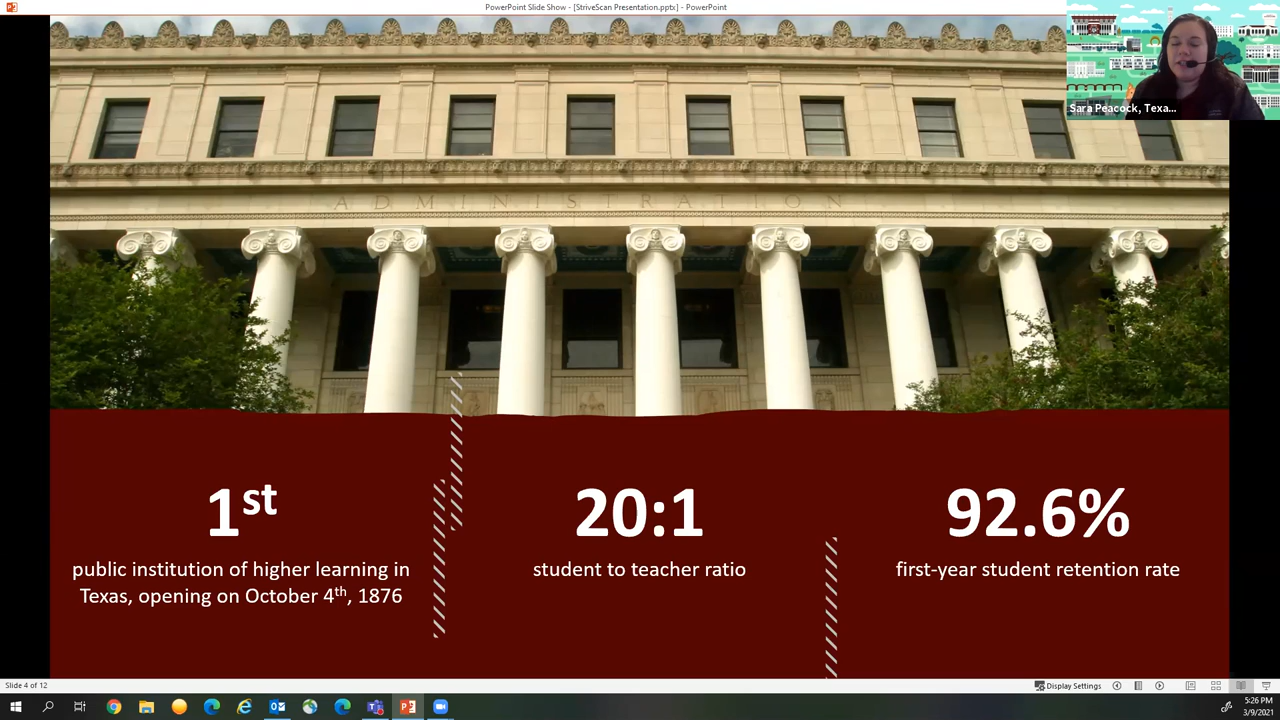 PowerPoint Slide Show - [StriveScan Presentation.pptx] - PowerPoint
Sara Peacock, Texa...
ADMINISTRATION
1st
public institution of higher learning in
Texas, opening on October 4th, 1876
20:1
student to teacher ratio
92.6%
first-year student retention rate
Slide 4 of 12
Display Settings
5:26 PM
3/9/2021